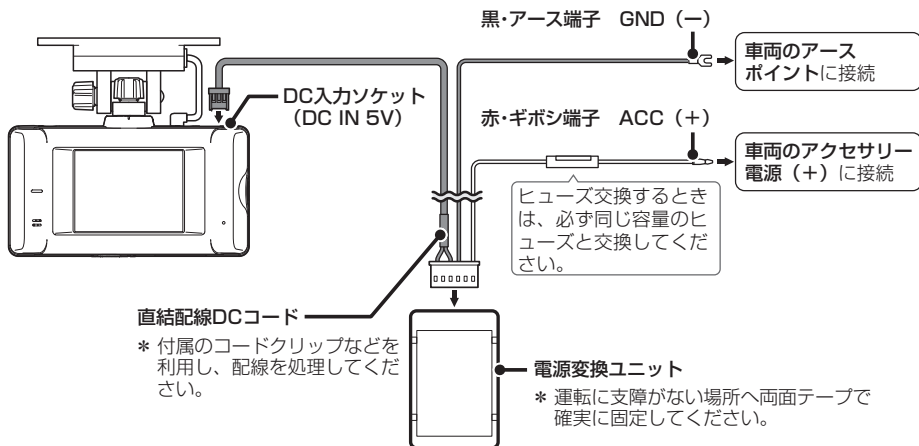 黒・アース端子 GND（ー）
車両のアース
ポイントに接続
DC入力ソケット
（DC IN 5V）
赤・ギボシ端子 ACC（＋）
車両のアクセサリー
電源（＋）に接続
ヒューズ交換するとき
は、必ず同じ容量のヒ
ューズと交換してくだ
さい。
直結配線DCコード
* 付属のコードクリップなどを
利用し、配線を処理してくだ
さい。
電源変換ユニット
* 運転に支障がない場所へ両面テープで
確実に固定してください。